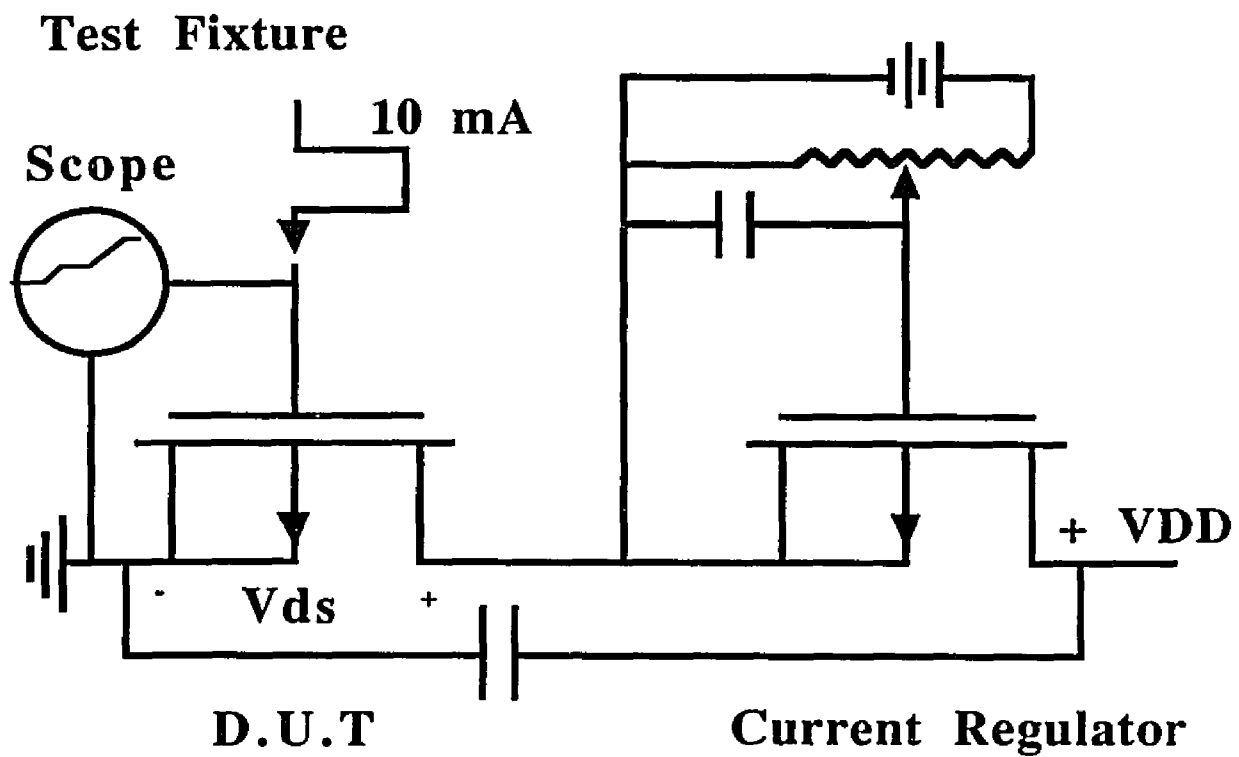 Test Fixture
10 mA
Scope
+ VDD
- Vds +
D.U.T
Current Regulator